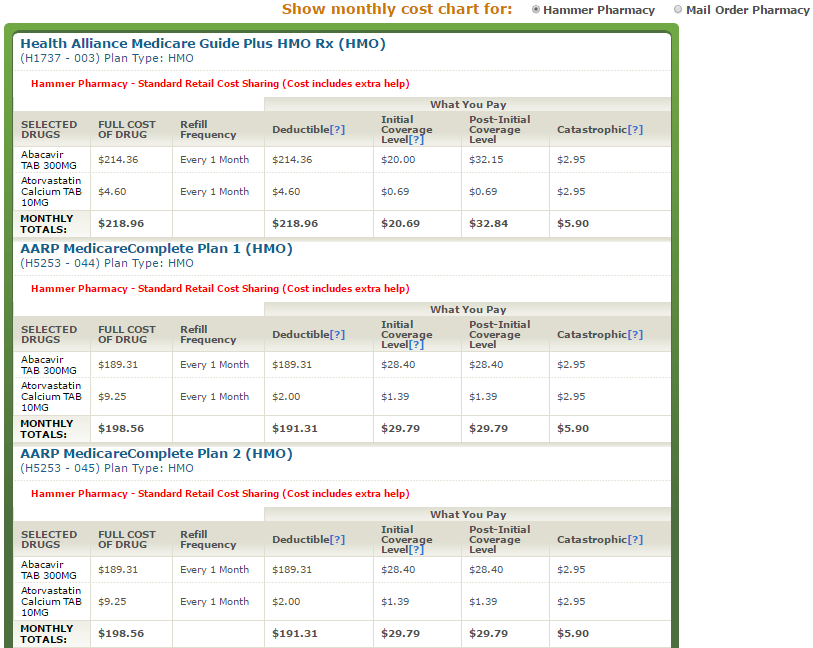 Show monthly cost chart for: Hammer Pharmacy Mail Order Pharmacy
Health Alliance Medicare Guide Plus HMO Rx (HMO)
(H1737 - 003) Plan Type: HMO
Hammer Pharmacy - Standard Retail Cost Sharing (Cost includes extra help)
What You Pay
SELECTED DRUGS FULL COST OF DRUG Refill Frequency Deductible[?] Initial Coverage Level[?] Post-Initial Coverage Level Catastrophic[?]
Abacavir TAB 300MG $214.36 Every 1 Month $214.36 $20.00 $32.15 $2.95
Atorvastatin Calcium TAB 10MG $4.60 Every 1 Month $4.60 $0.69 $0.69 $2.95
MONTHLY TOTALS: $218.96 $218.96 $20.69 $32.84 $5.90
AARP MedicareComplete Plan 1 (HMO)
(H5253 - 044) Plan Type: HMO
Hammer Pharmacy - Standard Retail Cost Sharing (Cost includes extra help)
What You Pay
SELECTED DRUGS FULL COST OF DRUG Refill Frequency Deductible[?] Initial Coverage Level[?] Post-Initial Coverage Level Catastrophic[?]
Abacavir TAB 300MG $189.31 Every 1 Month $189.31 $28.40 $28.40 $2.95
Atorvastatin Calcium TAB 10MG $9.25 Every 1 Month $2.00 $1.39 $1.39 $2.95
MONTHLY TOTALS: $198.56 $191.31 $29.79 $29.79 $5.90
AARP MedicareComplete Plan 2 (HMO)
(H5253 - 045) Plan Type: HMO
Hammer Pharmacy - Standard Retail Cost Sharing (Cost includes extra help)
What You Pay
SELECTED DRUGS FULL COST OF DRUG Refill Frequency Deductible[?] Initial Coverage Level[?] Post-Initial Coverage Level Catastrophic[?]
Abacavir TAB 300MG $189.31 Every 1 Month $189.31 $28.40 $28.40 $2.95
Atorvastatin Calcium TAB 10MG $9.25 Every 1 Month $2.00 $1.39 $1.39 $2.95
MONTHLY TOTALS: $198.56 $191.31 $29.79 $29.79 $5.90